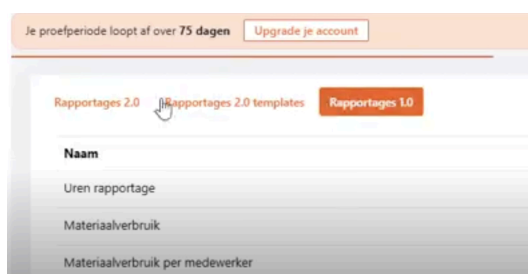 Je proefperiode loopt af over 75 dagen Upgrade je account
Rapportages 2.0 Rapportages 2.0 templates Rapportages 1.0
Naam
Uren rapportage
Materiaalverbruik
Materiaalverbruik per medewerker